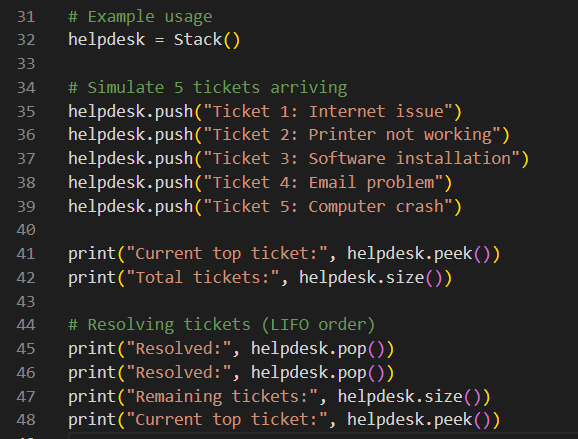 31 # Example usage
32 helpdesk = Stack()
33
34 # Simulate 5 tickets arriving
35 helpdesk.push("Ticket 1: Internet issue")
36 helpdesk.push("Ticket 2: Printer not working")
37 helpdesk.push("Ticket 3: Software installation")
38 helpdesk.push("Ticket 4: Email problem")
39 helpdesk.push("Ticket 5: Computer crash")
40
41 print("Current top ticket:", helpdesk.peek())
42 print("Total tickets:", helpdesk.size())
43
44 # Resolving tickets (LIFO order)
45 print("Resolved:", helpdesk.pop())
46 print("Resolved:", helpdesk.pop())
47 print("Remaining tickets:", helpdesk.size())
48 print("Current top ticket:", helpdesk.peek())